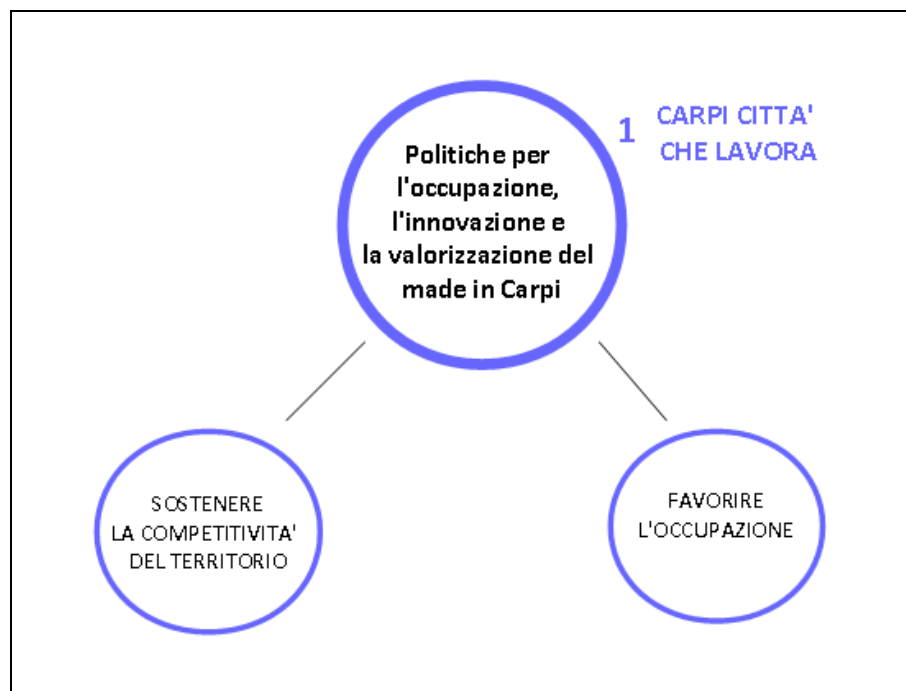 1 CARPI CITTA'
CHE LAVORA
Politiche per
l'occupazione,
l'innovazione e
la valorizzazione del
made in Carpi
SOSTENERE
LA COMPETITIVITA'
DEL TERRITORIO
FAVORIRE
L'OCCUPAZIONE